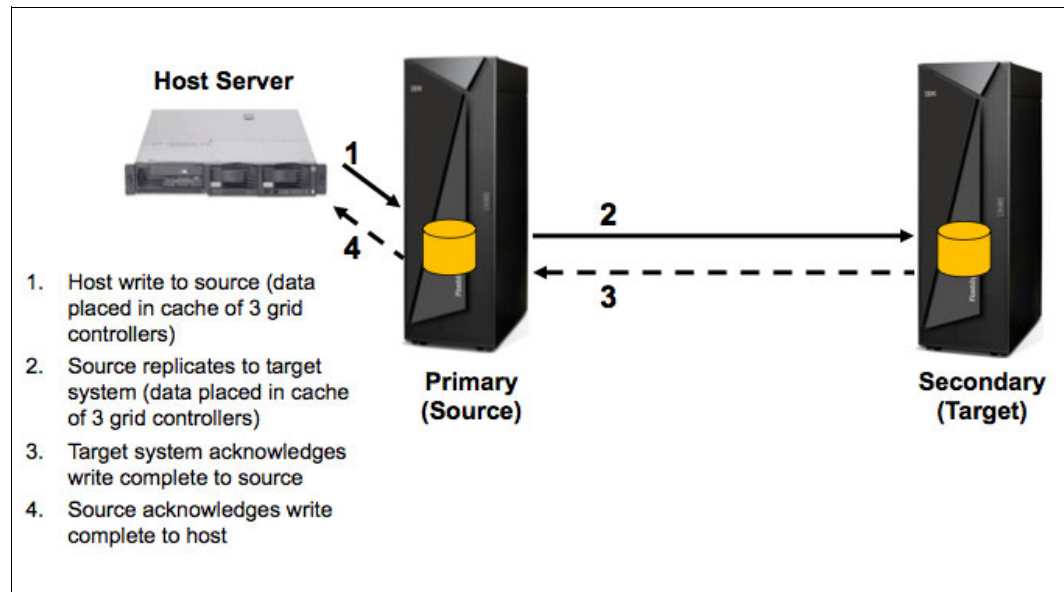 Host Server
1
2
4
3
IBM
IBM
1. Host write to source (data
placed in cache of 3 grid
controllers)
2. Source replicates to target
system (data placed in cache
of 3 grid controllers)
3. Target system acknowledges
write complete to source
4. Source acknowledges write
complete to host
Primary
(Source)
Secondary
(Target)